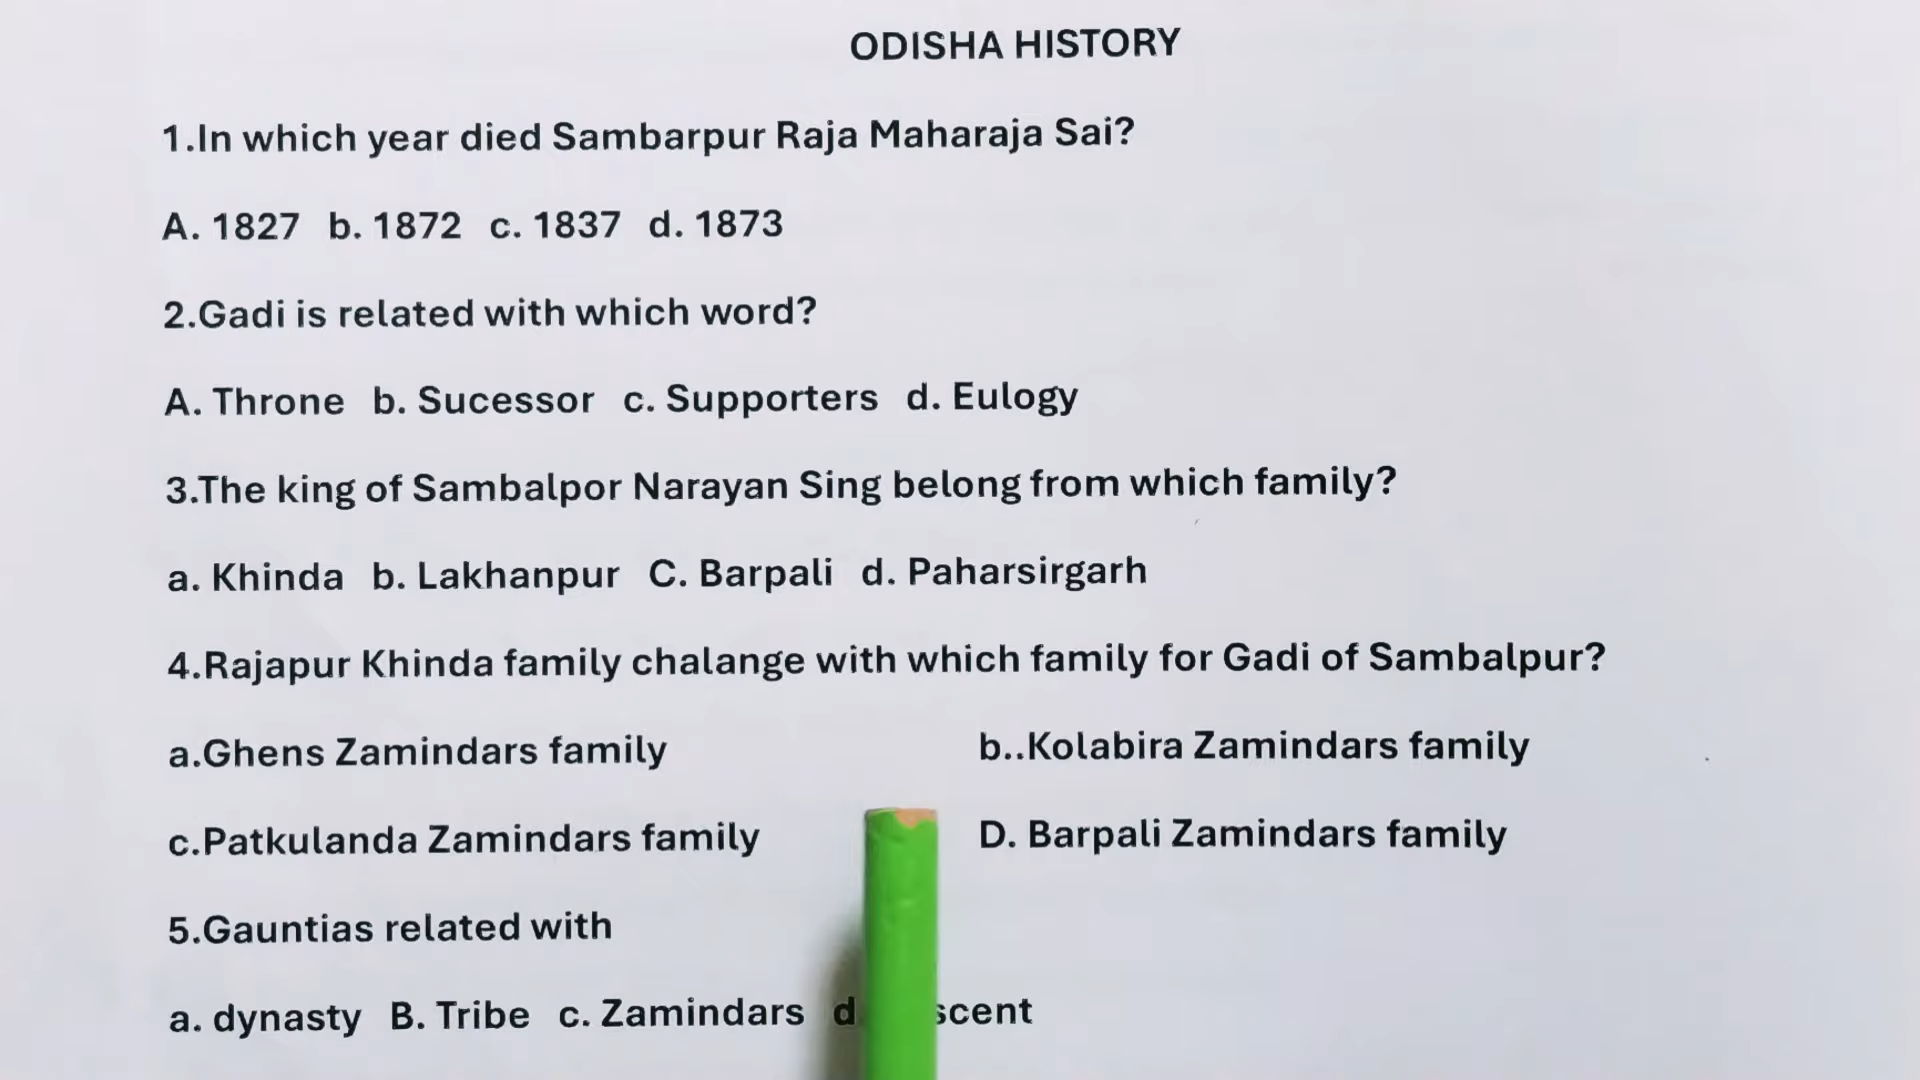 ODISHA HISTORY
1.In which year died Sambarpur Raja Maharaja Sai?
A. 1827 b. 1872 c. 1837 d. 1873
2.Gadi is related with which word?
A. Throne b. Sucessor c. Supporters d. Eulogy
3.The king of Sambalpor Narayan Sing belong from which family?
a. Khinda b. Lakhanpur C. Barpali d. Paharsirgarh
4.Rajapur Khinda family chalange with which family for Gadi of Sambalpur?
a.Ghens Zamindars family b..Kolabira Zamindars family
c.Patkulanda Zamindars family D. Barpali Zamindars family
5.Gauntias related with
a. dynasty B. Tribe c. Zamindars d